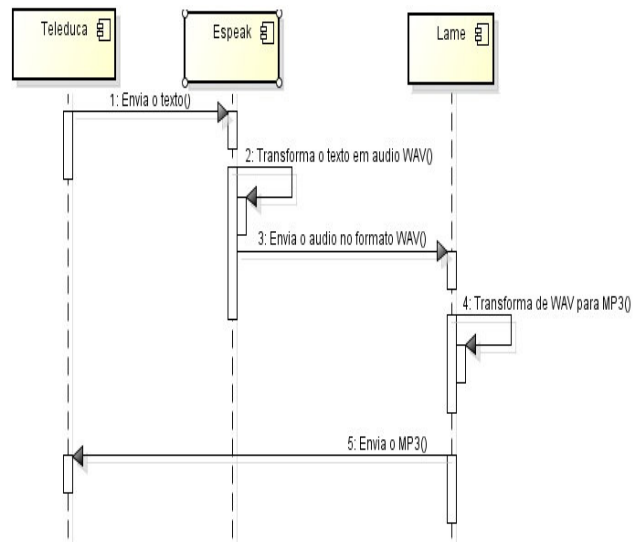 Teleduca
Espeak
Lame
1: Envia o texto()
2: Transforma o texto em audio WAV()
3: Envia o audio no formato WAV()
4: Transforma de WAV para MP3()
5: Envia o MP3()